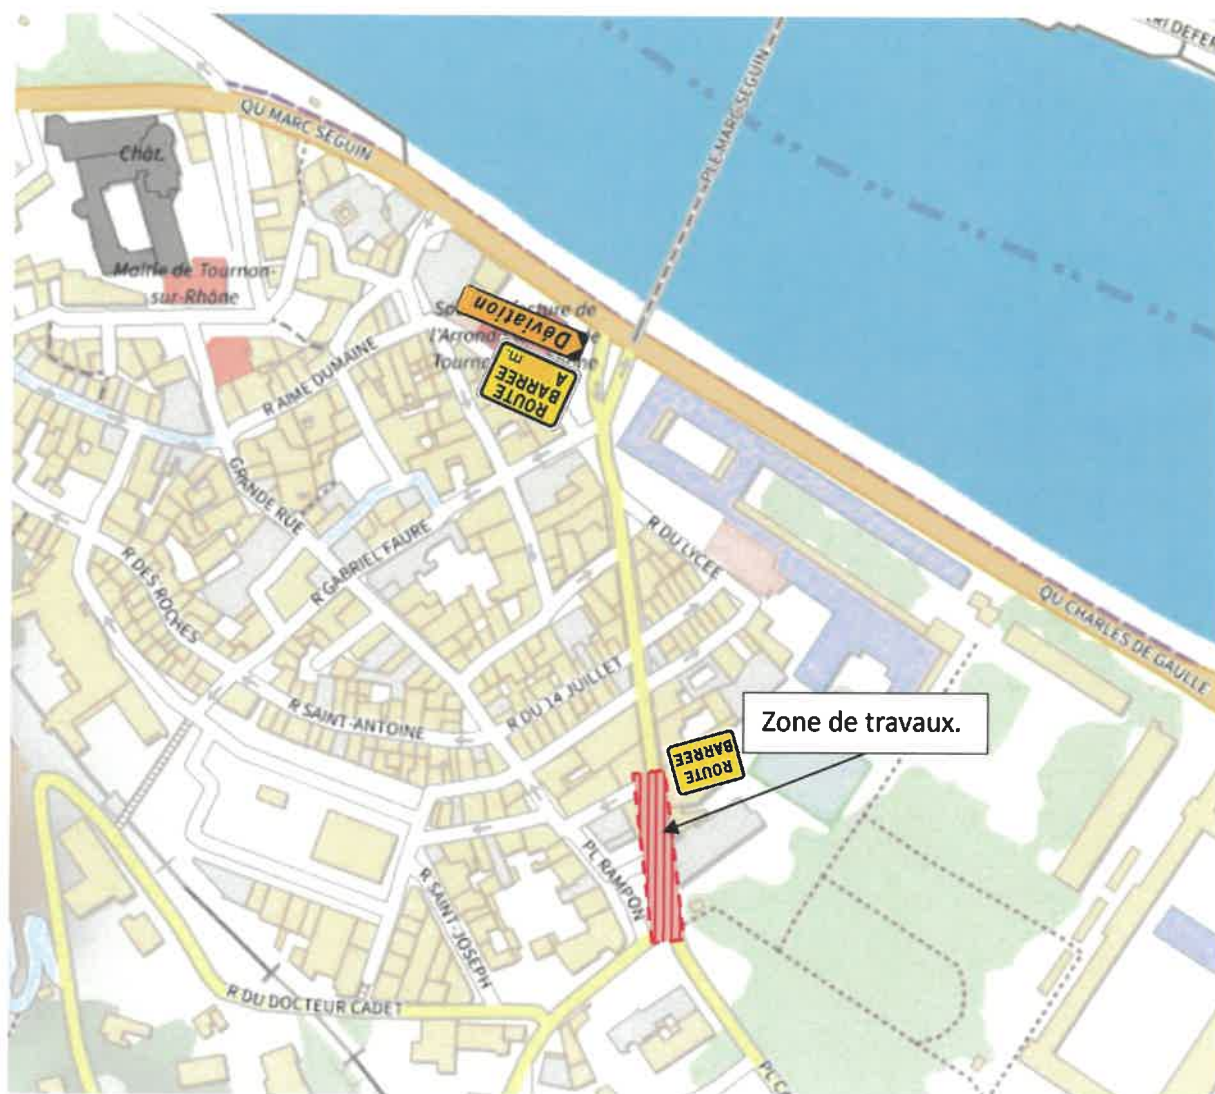 QU MARC SEGUIN
PLE MARC SEGUIN
Chât.
Mairie de Tournon-
sur-Rhône
Déviation
ROUTE
BARREE
A m.
R AIME DUMAINE
GRANDE RUE
R GABRIEL FAURE
R DU LYCEE
R DES ROCHES
QU CHARLES DE GAULLE
R SAINT-ANTOINE
R DU 14 JUILLET
Zone de travaux.
ROUTE
BARREE
PL RAMPON
R SAINT-JOSEPH
R DU DOCTEUR CADET